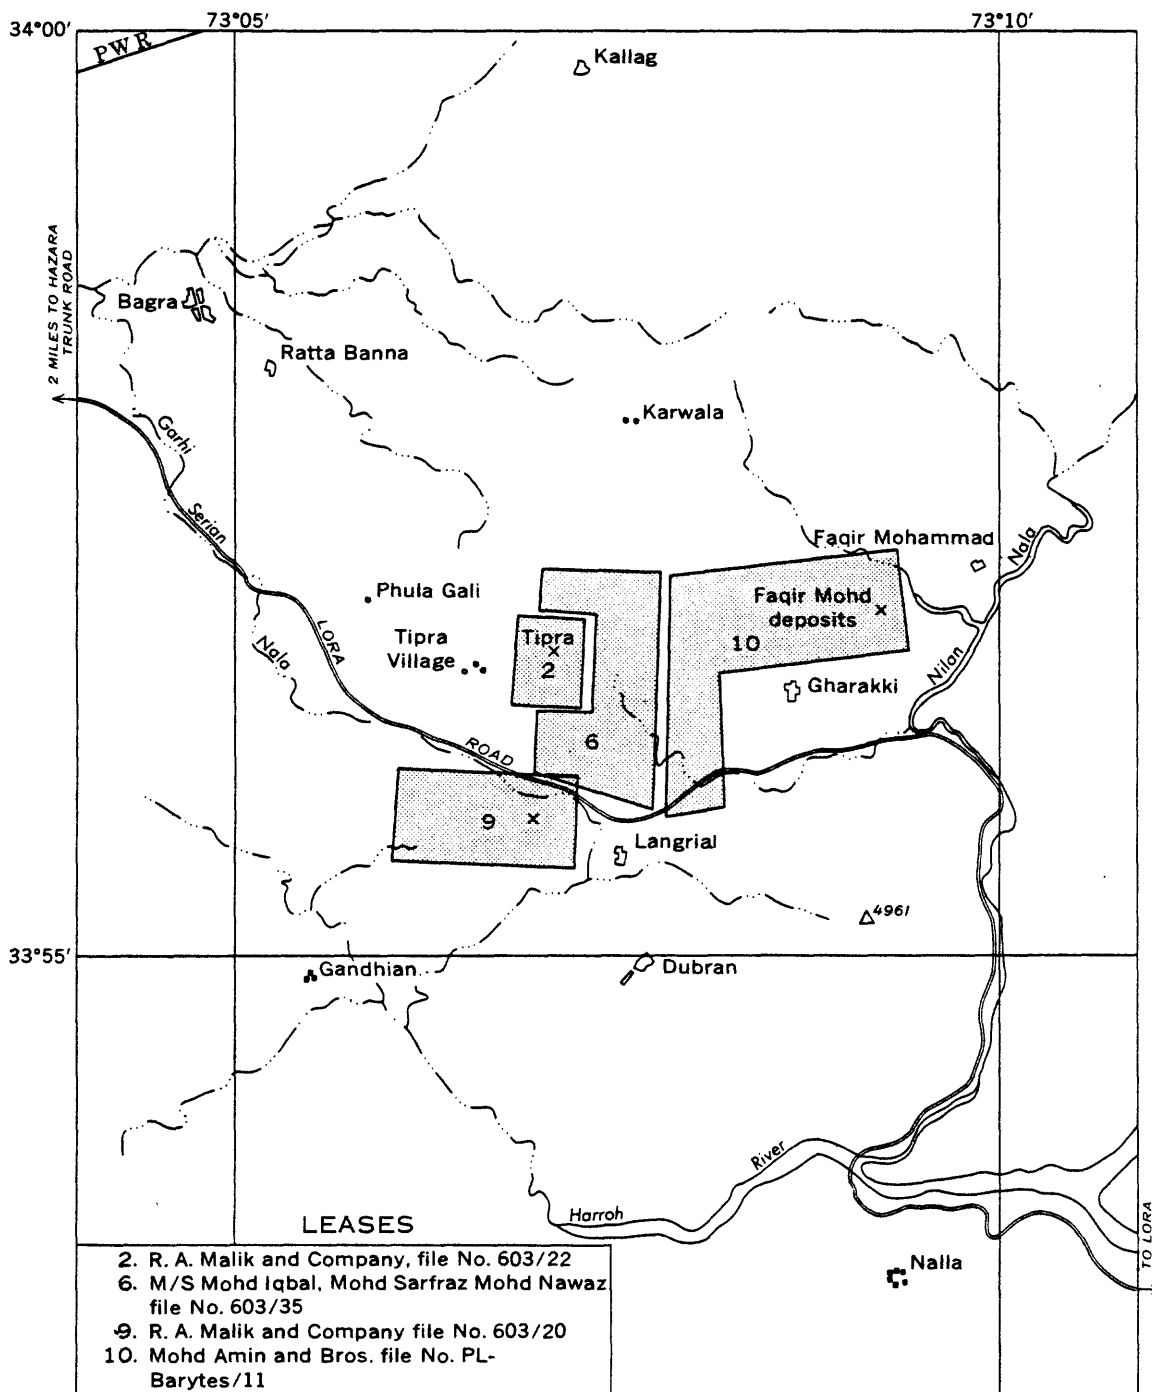 34°00′
73°05′
73°10′
PWR
Kallag
2 MILES TO HAZARA
TRUNK ROAD
Bagra
Ratta Banna
Karwala
Garhi
Serian
Faqir Mohammad
Nala
Phula Gali
Faqir Mohd
deposits
10
LORA
Nala
Tipra
Village
Tipra
2
Nilan
Gharakki
6
ROAD
9
Langrial
4961
33°55′
Gandhian
Dubran
River
Harroh
TO LORA
Nalla
LEASES
2. R. A. Malik and Company, file No. 603/22
6. M/S Mohd Iqbal, Mohd Sarfraz Mohd Nawaz
file No. 603/35
9. R. A. Malik and Company file No. 603/20
10. Mohd Amin and Bros. file No. PL-
Barytes/11